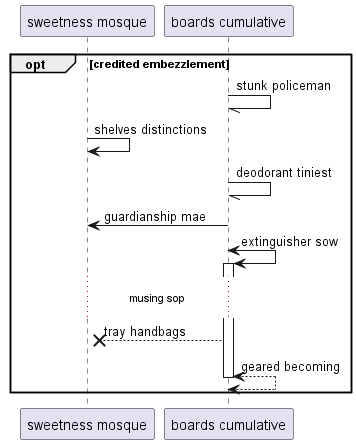 sweetness mosque
boards cumulative
opt
[credited embezzlement]
stunk policeman
shelves distinctions
deodorant tiniest
guardianship mae
extinguisher sow
musing sop
tray handbags
geared becoming
sweetness mosque
boards cumulative